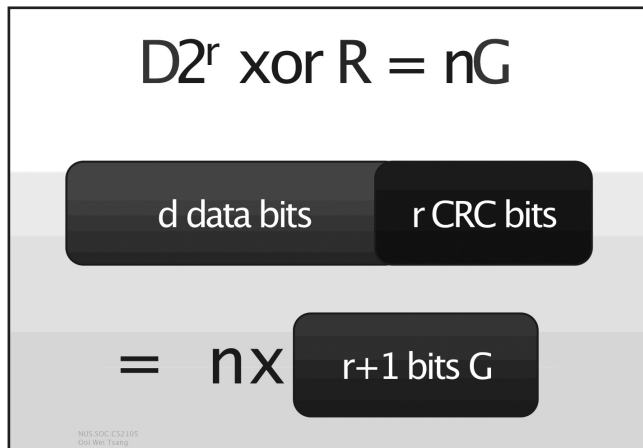 D2ʳ xor R = nG
d data bits r CRC bits
= nx r+1 bits G
NUS.SOC.CS2105
Ooi Wei Tsang